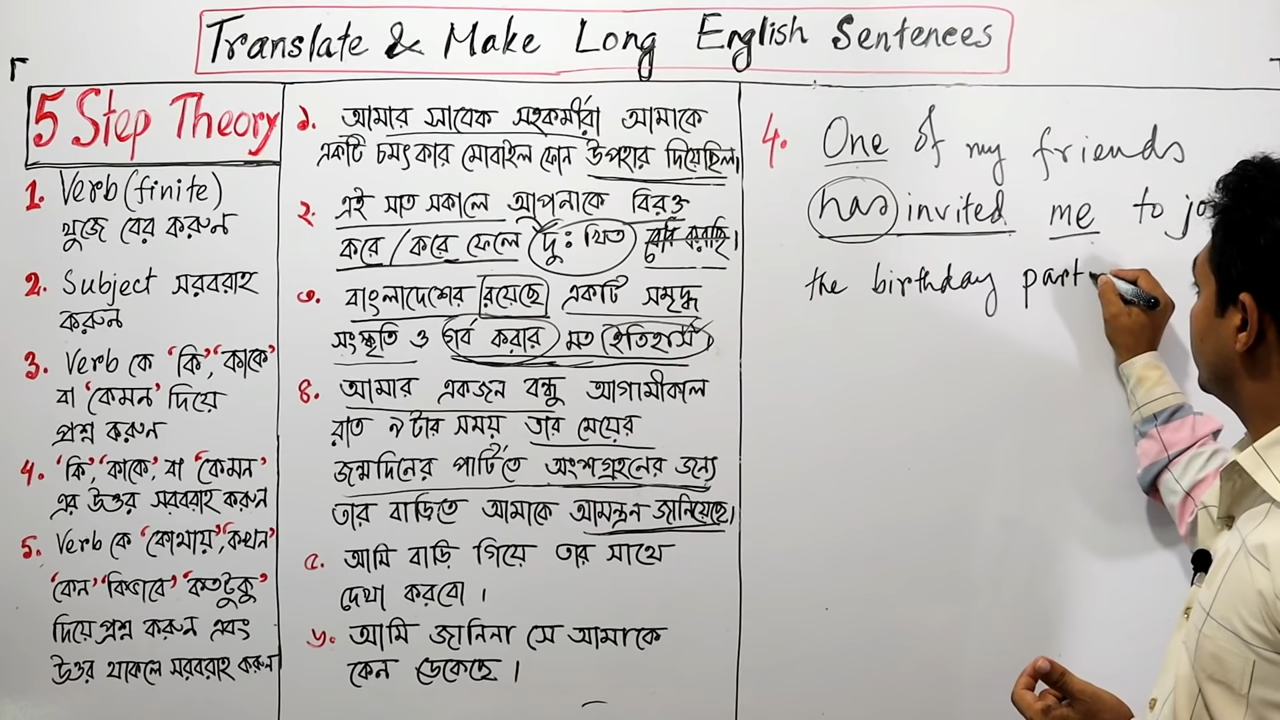 Translate & Make Long English Sentences
5 Step Theory
1. Verb (finite)
খুজে বের করুন
2. Subject সরবরাহ
করুন
3. Verb কে 'কি', 'কাকে'
বা 'কেমন' দিয়ে
প্রশ্ন করুন
4. 'কি', 'কাকে', বা 'কেমন'
এর উওর সরবরাহ করুন
5. Verb কে 'কোথায়', 'কখন'
'কেন' 'কিভাবে' 'কতটুকু'
দিয়ে প্রশ্ন করুন এবং
উওর থাকলে সরবরাহ করুন
১. আমার সাবেক সহকর্মীরা আমাকে
একটি চমৎকার মোবাইল ফোন উপহার দিয়েছিল।
২. এই সাত সকালে আপনাকে বিরক্ত
করে / করে ফেলে দুঃখিত বোধ করছি।
৩. বাংলাদেশের রয়েছে একটি সমৃদ্ধ
সংস্কৃতি ও গর্ব করার মত ইতিহাস
৪. আমার একজন বন্ধু আগামীকাল
রাত ৯টার সময় তার মেয়ের
জন্মদিনের পার্টিতে অংশগ্রহনের জন্য
তার বাড়িতে আমাকে আমন্ত্রন জানিয়েছে।
৫. আমি বাড়ি গিয়ে তার সাথে
দেখা করবো।
৬. আমি জানিনা সে আমাকে
কেন ডেকেছে।
4. One of my friends
has invited me to jo
the birthday part